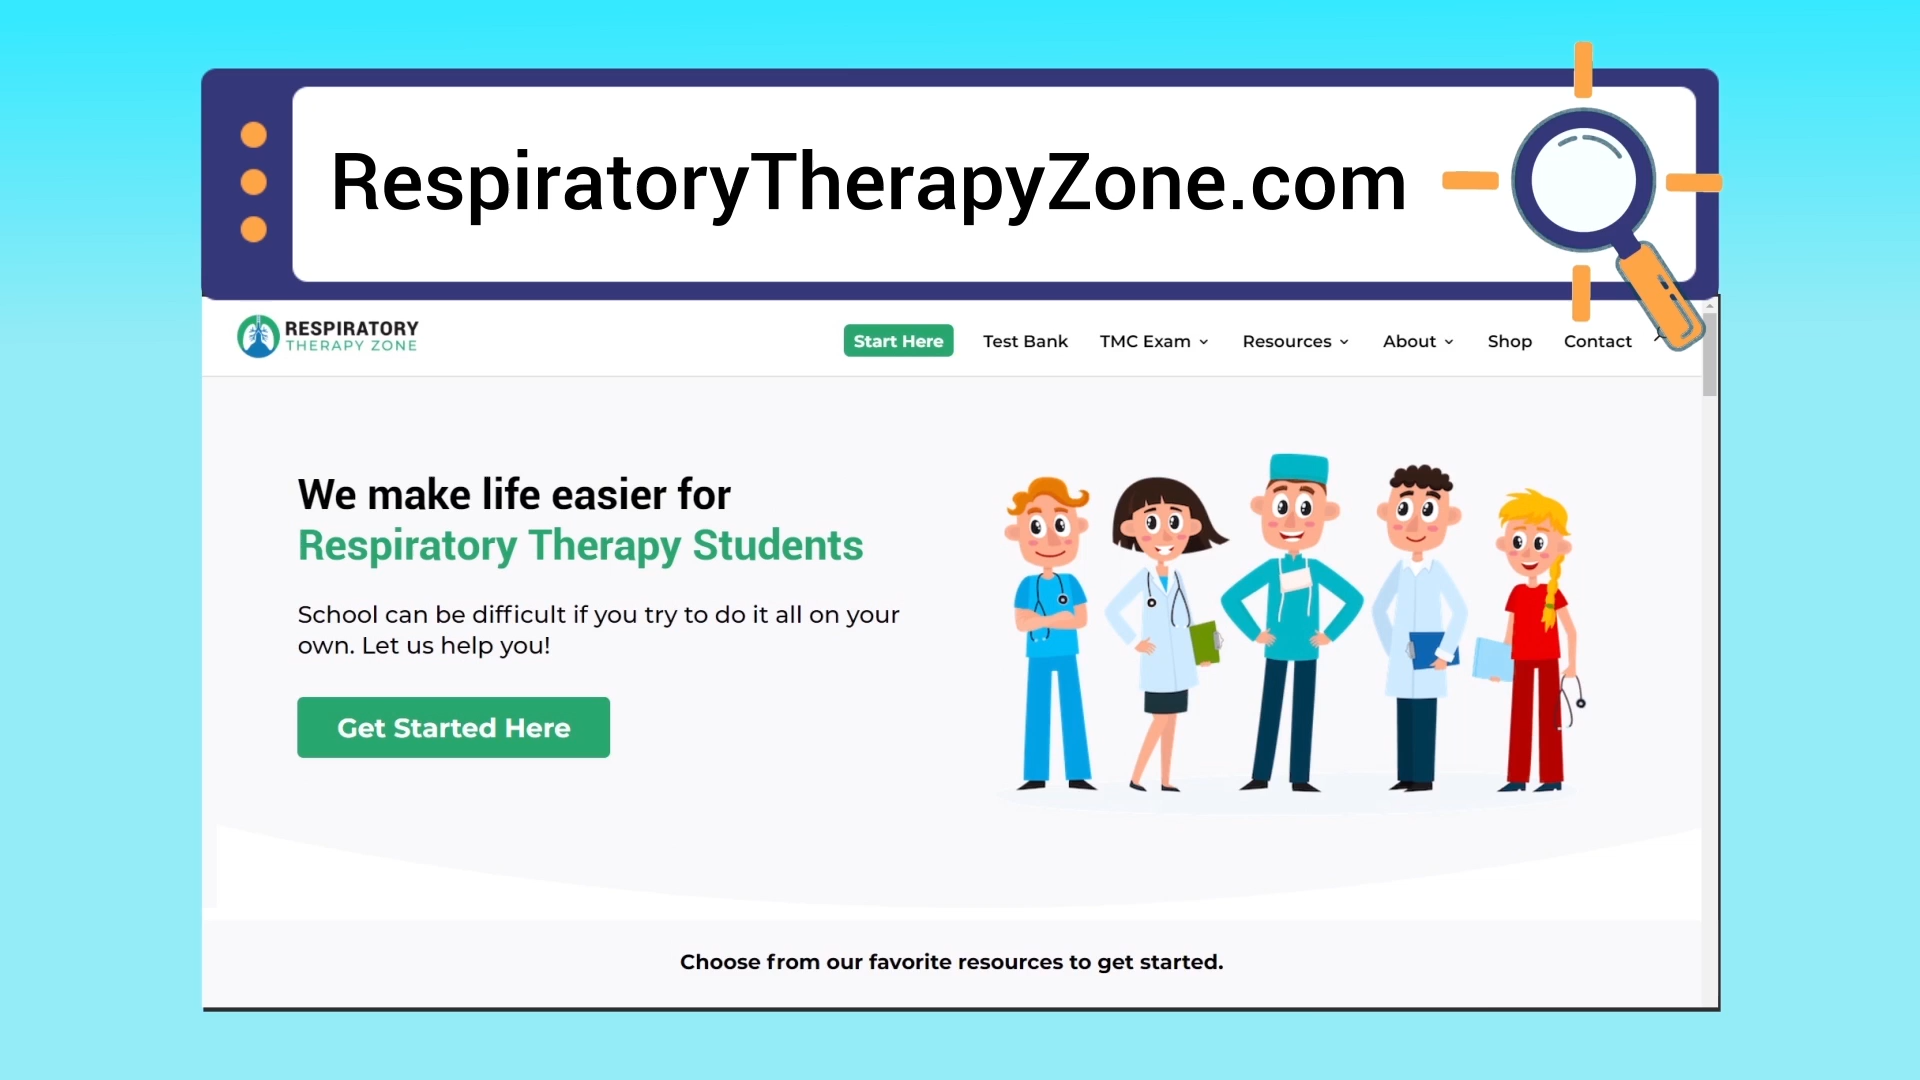 RespiratoryTherapyZone.com
RESPIRATORY
THERAPY ZONE
Start Here
Test Bank
TMC Exam
Resources
About
Shop
Contact
We make life easier for
Respiratory Therapy Students
School can be difficult if you try to do it all on your
own. Let us help you!
Get Started Here
Choose from our favorite resources to get started.